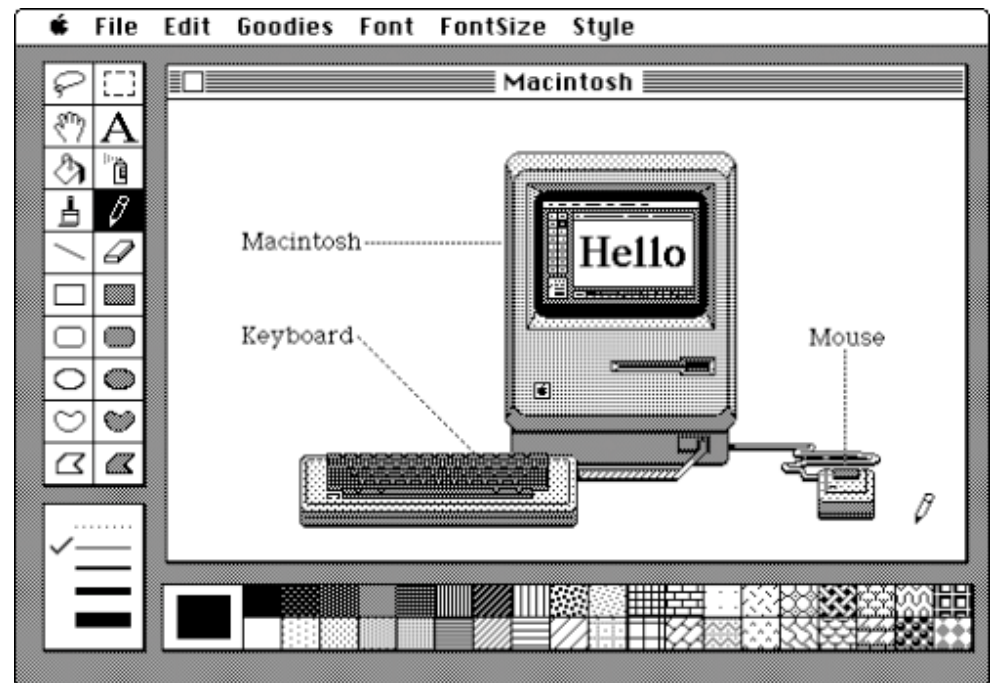 File Edit Goodies Font FontSize Style
Macintosh
A
Macintosh
Hello
Keyboard
Mouse